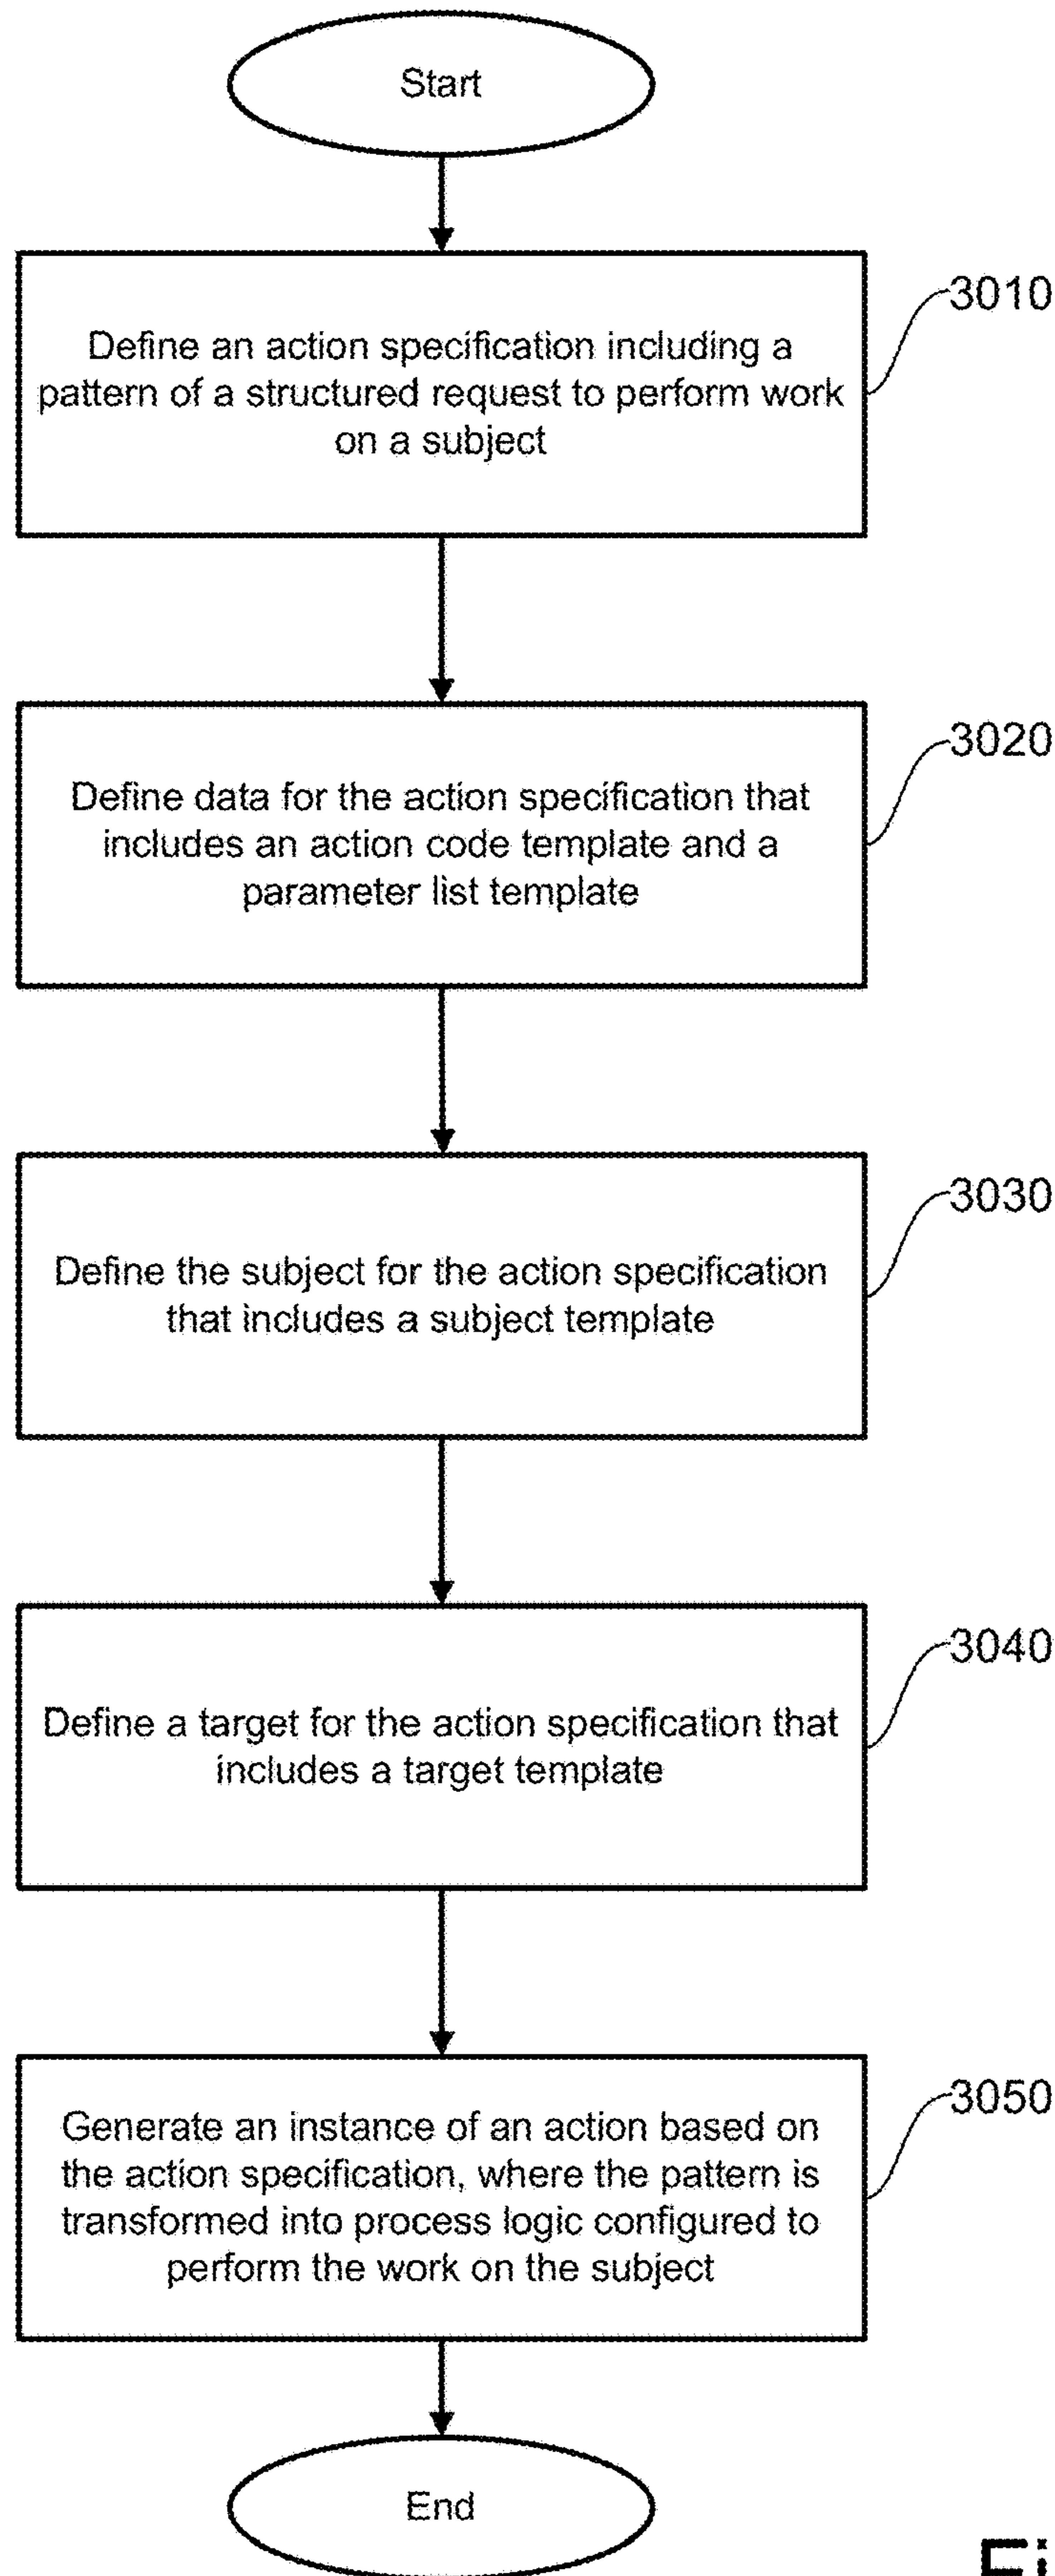 Start
Define an action specification including a
pattern of a structured request to perform work
on a subject
3010
Define data for the action specification that
includes an action code template and a
parameter list template
3020
Define the subject for the action specification
that includes a subject template
3030
Define a target for the action specification that
includes a target template
3040
Generate an instance of an action based on
the action specification, where the pattern is
transformed into process logic configured to
perform the work on the subject
3050
End